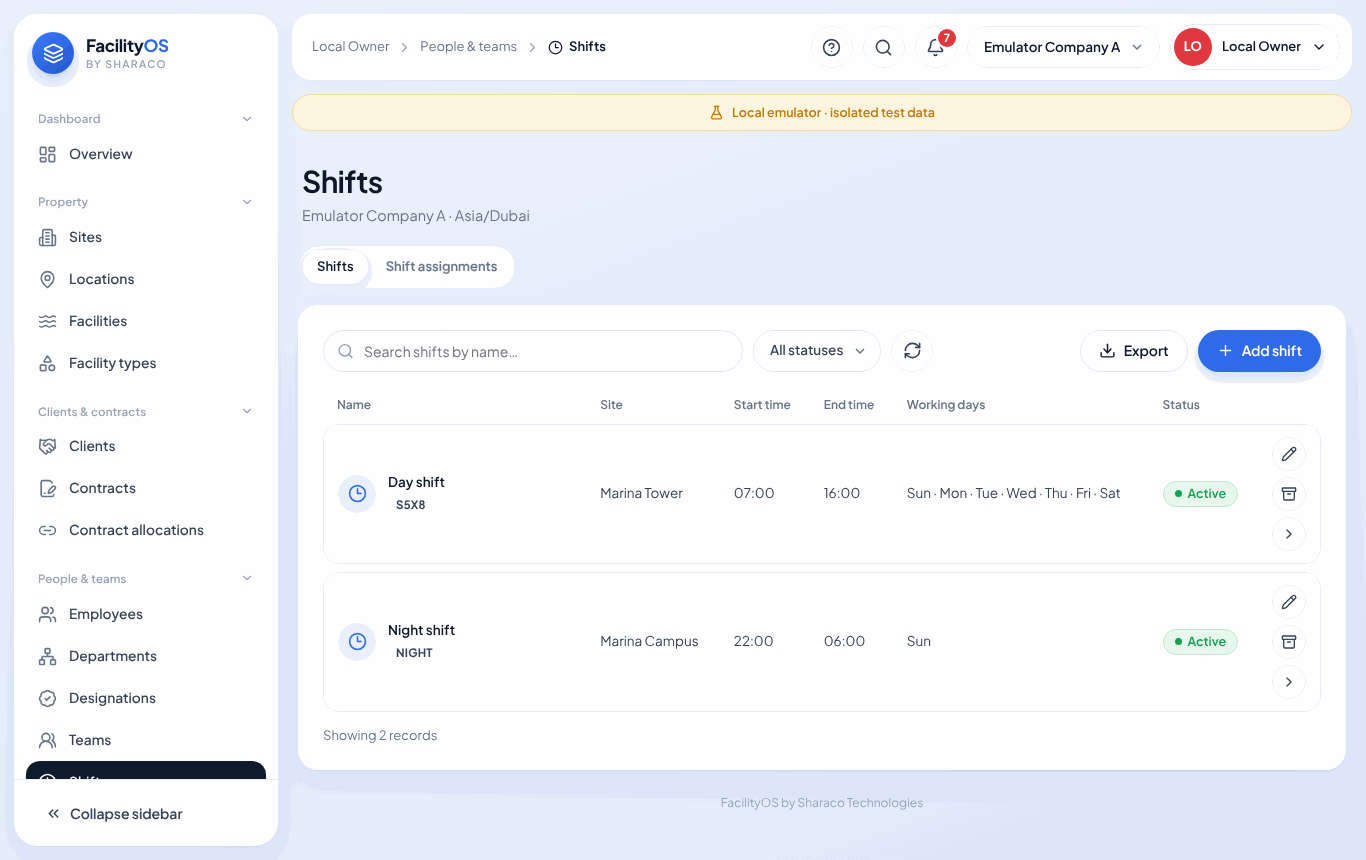 FacilityOS
BY SHARACO
Dashboard
Overview
Property
Sites
Locations
Facilities
Facility types
Clients & contracts
Clients
Contracts
Contract allocations
People & teams
Employees
Departments
Designations
Teams
Collapse sidebar
Local Owner > People & teams > Shifts
7
Emulator Company A
LO
Local Owner
Local emulator · isolated test data
Shifts
Emulator Company A · Asia/Dubai
Shifts Shift assignments
Search shifts by name...
All statuses
Export
+ Add shift
Name Site Start time End time Working days Status
Day shift
S5X8
Marina Tower 07:00 16:00 Sun · Mon · Tue · Wed · Thu · Fri · Sat Active
Night shift
NIGHT
Marina Campus 22:00 06:00 Sun Active
Showing 2 records
FacilityOS by Sharaco Technologies